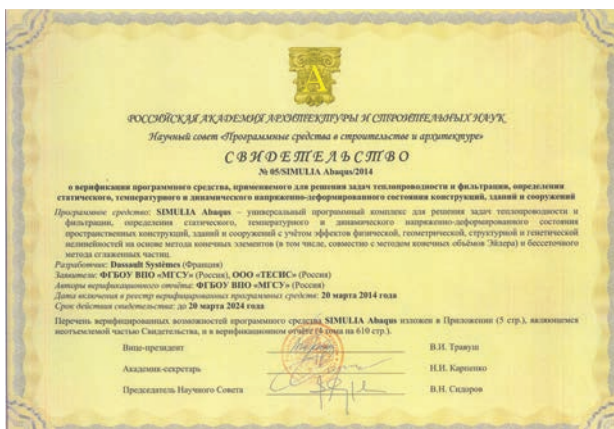 А
РОССИЙСКАЯ АКАДЕМИЯ АРХИТЕКТУРЫ И СТРОИТЕЛЬНЫХ НАУК
Научный совет «Программные средства в строительстве и архитектуре»
СВИДЕТЕЛЬСТВО
№ 05/SIMULIA Abaqus/2014
о верификации программного средства, применяемого для решения задач теплопроводности и фильтрации, определения
статического, температурного и динамического напряженно-деформированного состояния конструкций, зданий и сооружений
Программное средство: SIMULIA Abaqus – универсальный программный комплекс для решения задач теплопроводности и
фильтрации, определения статического, температурного и динамического напряженно-деформированного состояния
пространственных конструкций, зданий и сооружений с учётом эффектов физической, геометрической, структурной и генетической
нелинейностей на основе метода конечных элементов (в том числе, совместно с методом конечных объёмов Эйлера) и бессеточного
метода сглаженных частиц.
Разработчик: Dassault Systèmes (Франция)
Заявители: ФГБОУ ВПО «МГСУ» (Россия), ООО «ТЕСИС» (Россия)
Авторы верификационного отчёта: ФГБОУ ВПО «МГСУ» (Россия)
Дата включения в реестр верифицированных программных средств: 20 марта 2014 года
Срок действия свидетельства: до 20 марта 2024 года
Перечень верифицированных возможностей программного средства SIMULIA Abaqus изложен в Приложении (5 стр.), являющемся
неотъемлемой частью Свидетельства, и в верификационном отчёте (4 тома на 610 стр.).
Вице-президент В.И. Травуш
Академик-секретарь Н.И. Карпенко
Председатель Научного Совета В.Н. Сидоров